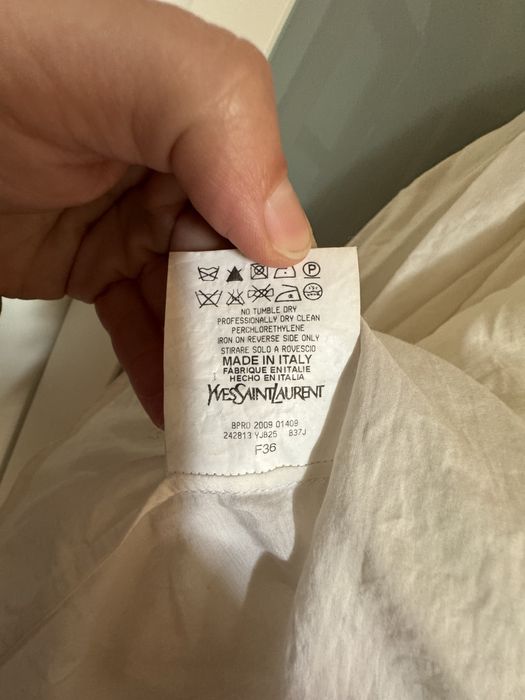 P
NO TUMBLE DRY
PROFESSIONALLY DRY CLEAN
PERCHLORETHYLENE
IRON ON REVERSE SIDE ONLY
STIRARE SOLO A ROVESCIO
MADE IN ITALY
FABRIQUE EN ITALIE
HECHO EN ITALIA
YVESSAINTLAURENT
BPRO 2009 01409
242813 YJB25 B37J
F36